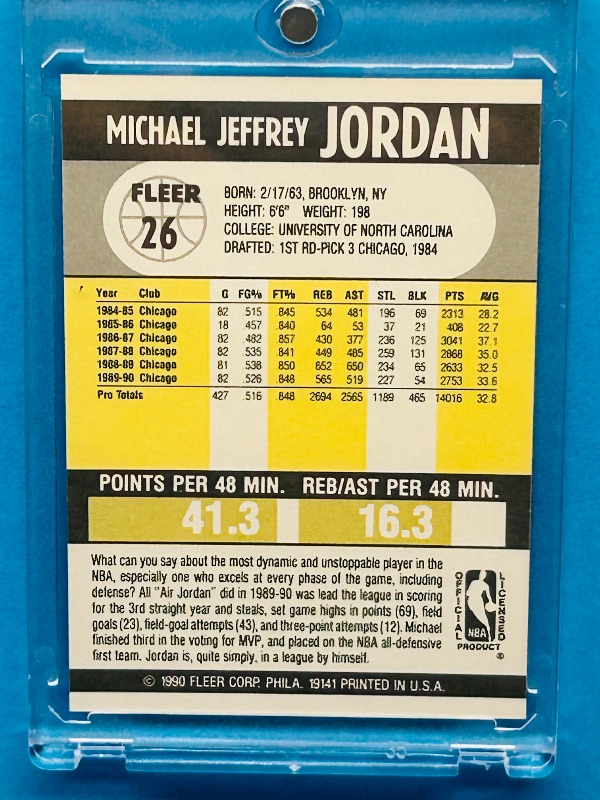 MICHAEL JEFFREY JORDAN
FLEER
26
BORN: 2/17/63, BROOKLYN, NY
HEIGHT: 6'6" WEIGHT: 198
COLLEGE: UNIVERSITY OF NORTH CAROLINA
DRAFTED: 1ST RD-PICK 3 CHICAGO, 1984
Year Club G FG% FT% REB AST STL BLK PTS AVG
1984-85 Chicago 82 .515 .845 534 481 196 69 2313 28.2
1985-86 Chicago 18 .457 .840 64 53 37 21 408 22.7
1986-87 Chicago 82 .482 .857 430 377 236 125 3041 37.1
1987-88 Chicago 82 .535 .841 449 485 259 131 2868 35.0
1988-89 Chicago 81 .538 .850 652 650 234 65 2633 32.5
1989-90 Chicago 82 .526 .848 565 519 227 54 2753 33.6
Pro Totals 427 .516 .848 2694 2565 1189 465 14016 32.8
POINTS PER 48 MIN. REB/AST PER 48 MIN.
41.3 16.3
What can you say about the most dynamic and unstoppable player in the
NBA, especially one who excels at every phase of the game, including
defense? All "Air Jordan" did in 1989-90 was lead the league in scoring
for the 3rd straight year and steals, set game highs in points (69), field
goals (23), field-goal attempts (43), and three-point attempts (12). Michael
finished third in the voting for MVP, and placed on the NBA all-defensive
first team. Jordan is, quite simply, in a league by himself.
OFFICIAL
LICENSED
NBA
PRODUCT ®
© 1990 FLEER CORP. PHILA. 19141 PRINTED IN U.S.A.